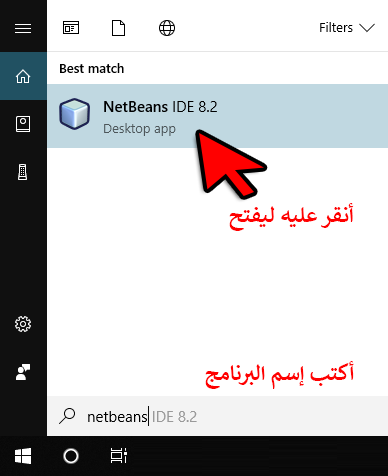 Filters
Best match
NetBeans IDE 8.2
Desktop app
أنقر عليه ليفتح
أكتب إسم البرنامج
netbeans IDE 8.2